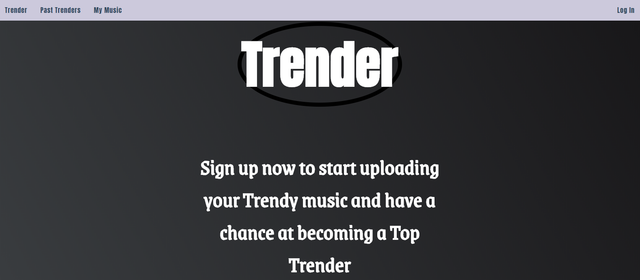 Trender Past Trenders My Music Log In
Trender
Sign up now to start uploading
your Trendy music and have a
chance at becoming a Top
Trender